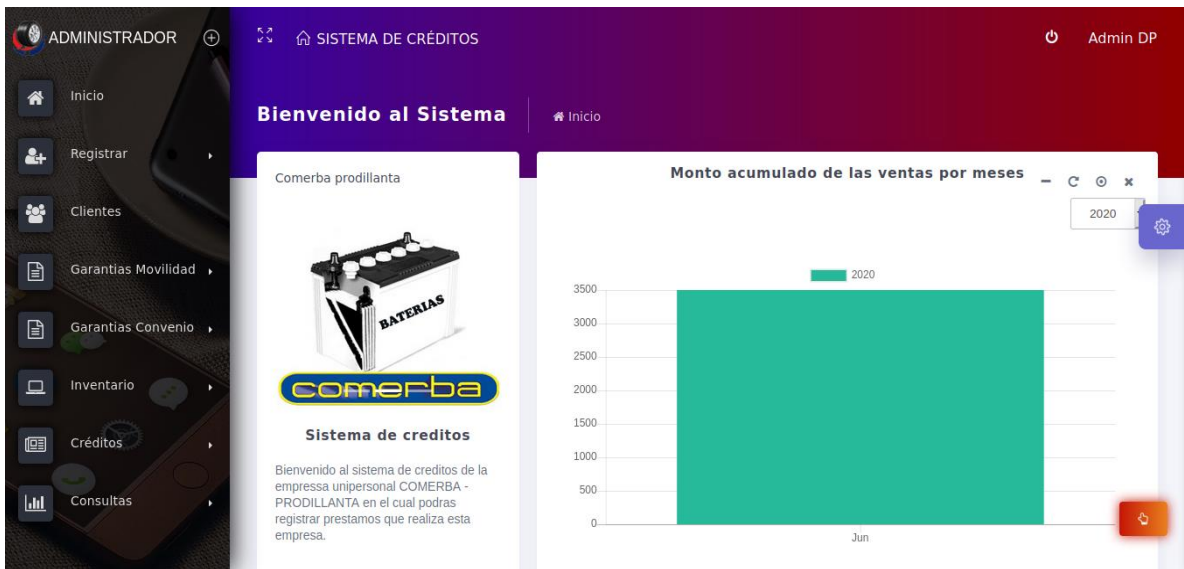 ADMINISTRADOR
SISTEMA DE CRÉDITOS
Admin DP
Inicio
Registrar
Clientes
Garantias Movilidad
Garantias Convenio
Inventario
Créditos
Consultas
Bienvenido al Sistema
Inicio
Comerba prodillanta
BATERIAS
comerba
Sistema de creditos
Bienvenido al sistema de creditos de la
empressa unipersonal COMERBA -
PRODILLANTA en el cual podras
registrar prestamos que realiza esta
empresa.
Monto acumulado de las ventas por meses
2020
2020
3500
3000
2500
2000
1500
1000
500
0
Jun